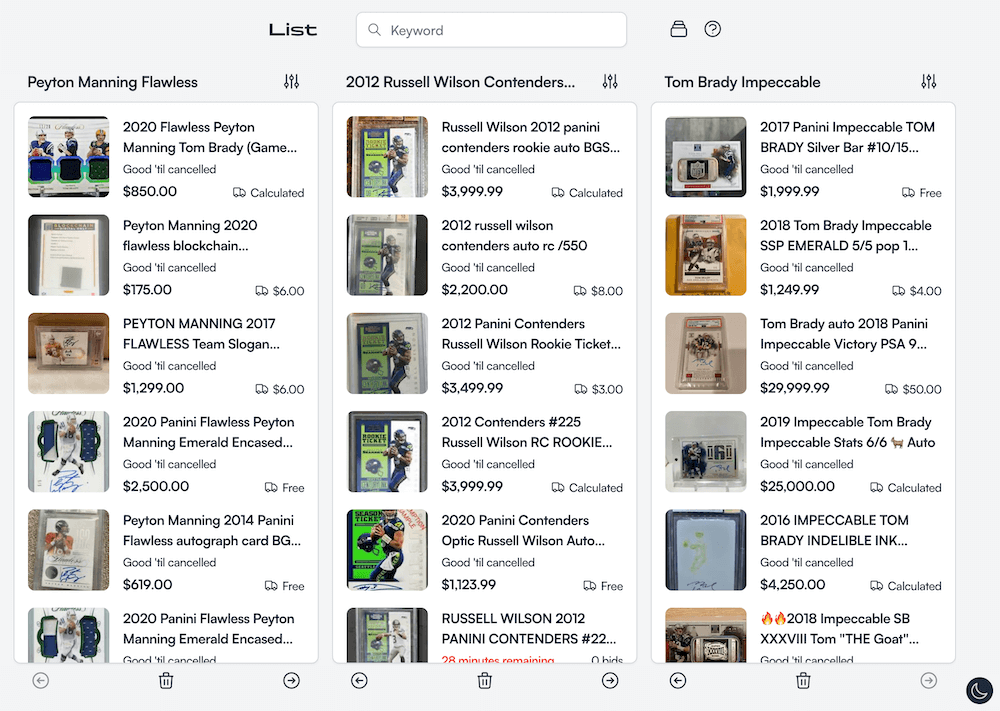 List
Keyword
Peyton Manning Flawless
2020 Flawless Peyton
Manning Tom Brady (Game...
Good 'til cancelled
$850.00 Calculated
Peyton Manning 2020
flawless blockchain...
Good 'til cancelled
$175.00 $6.00
PEYTON MANNING 2017
FLAWLESS Team Slogan...
Good 'til cancelled
$1,299.00 $6.00
2020 Panini Flawless Peyton
Manning Emerald Encased...
Good 'til cancelled
$2,500.00 Free
Peyton Manning 2014 Panini
Flawless autograph card BG...
Good 'til cancelled
$619.00 Free
2020 Panini Flawless Peyton
Manning Emerald Encased...
Good 'til cancelled
2012 Russell Wilson Contenders...
Russell Wilson 2012 panini
contenders rookie auto BGS...
Good 'til cancelled
$3,999.99 Calculated
2012 russell wilson
contenders auto rc /550
Good 'til cancelled
$2,200.00 $8.00
2012 Panini Contenders
Russell Wilson Rookie Ticket...
Good 'til cancelled
$3,499.99 $3.00
ROOKIE
TICKET
2012 Contenders #225
Russell Wilson RC ROOKIE...
Good 'til cancelled
$3,999.99 Calculated
SEASON
TICKET
2020 Panini Contenders
Optic Russell Wilson Auto...
Good 'til cancelled
$1,123.99 Free
RUSSELL WILSON 2012
PANINI CONTENDERS #22...
28 minutes remaining 0 bids
Tom Brady Impeccable
2017 Panini Impeccable TOM
BRADY Silver Bar #10/15...
Good 'til cancelled
$1,999.99 Free
2018 Tom Brady Impeccable
SSP EMERALD 5/5 pop 1...
Good 'til cancelled
$1,249.99 $4.00
Tom Brady auto 2018 Panini
Impeccable Victory PSA 9...
Good 'til cancelled
$29,999.99 $50.00
2019 Impeccable Tom Brady
Impeccable Stats 6/6 🐐 Auto
Good 'til cancelled
$25,000.00 Calculated
2016 IMPECCABLE TOM
BRADY INDELIBLE INK...
Good 'til cancelled
$4,250.00 Calculated
🔥🔥2018 Impeccable SB
XXXVIII Tom "THE Goat"...
Good 'til cancelled